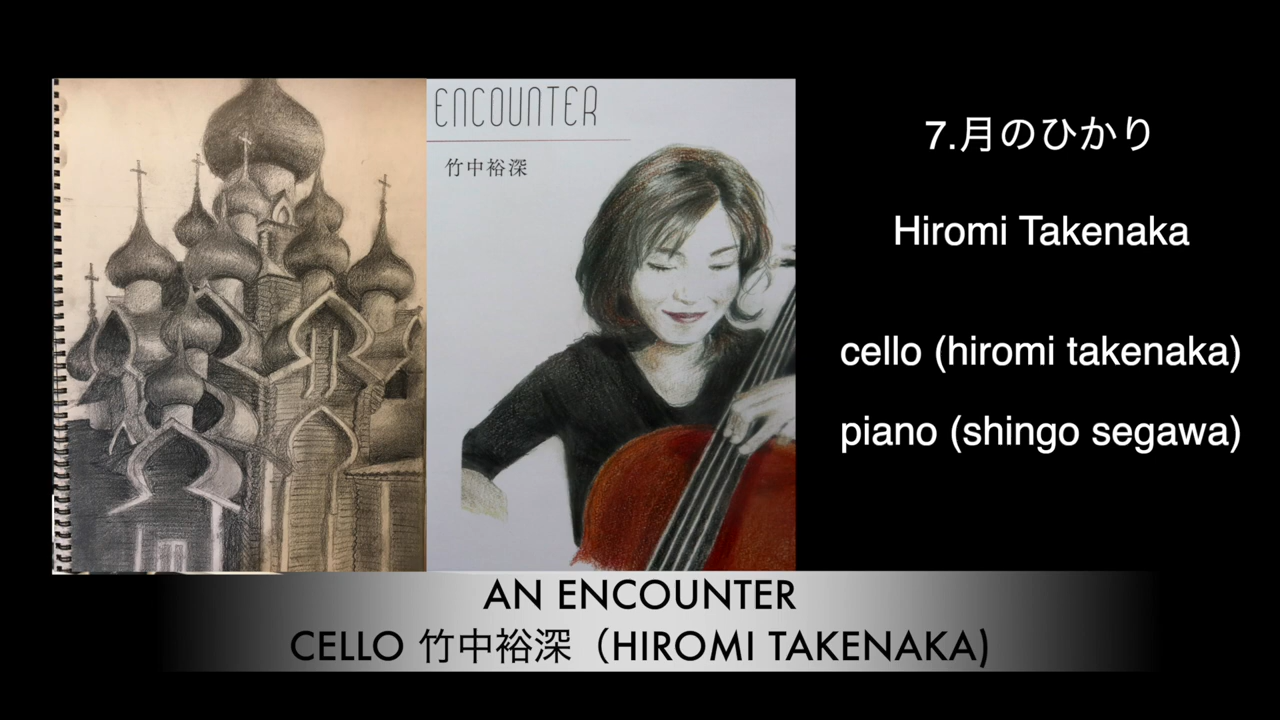 ENCOUNTER
竹中裕深
7.月のひかり
Hiromi Takenaka
cello (hiromi takenaka)
piano (shingo segawa)
AN ENCOUNTER
CELLO 竹中裕深（HIROMI TAKENAKA)